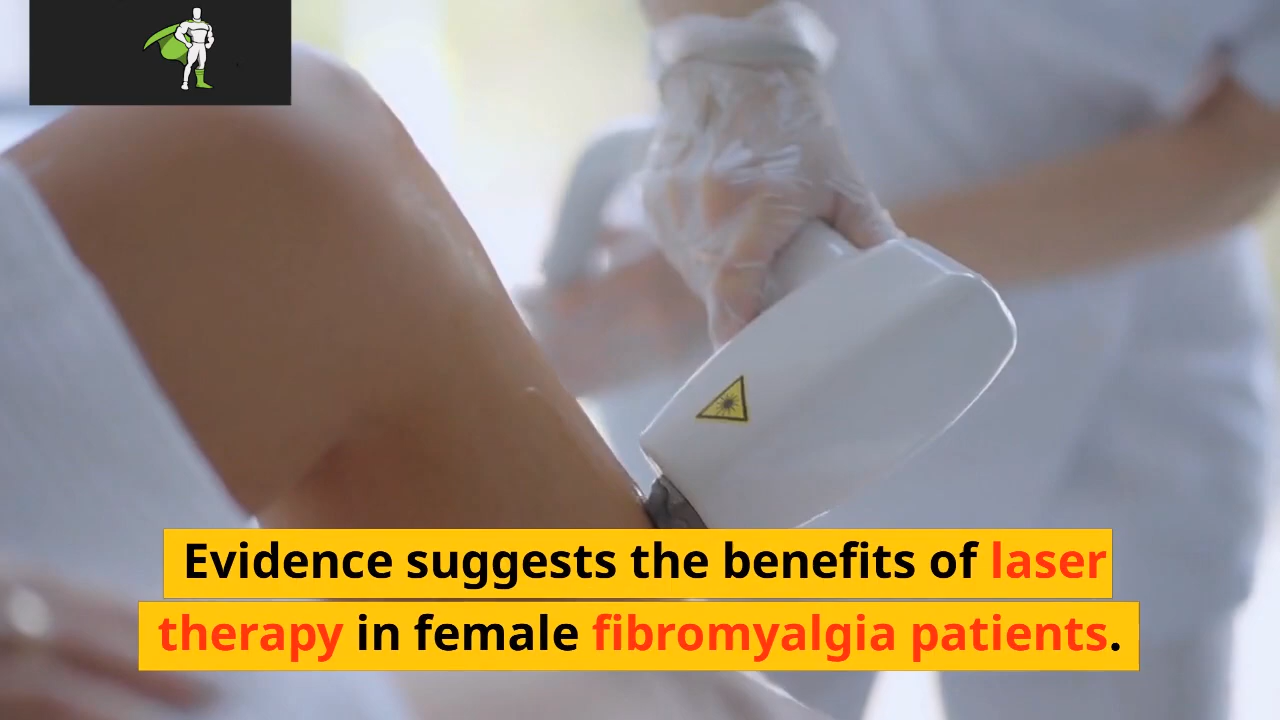 Evidence suggests the benefits of laser
therapy in female fibromyalgia patients.